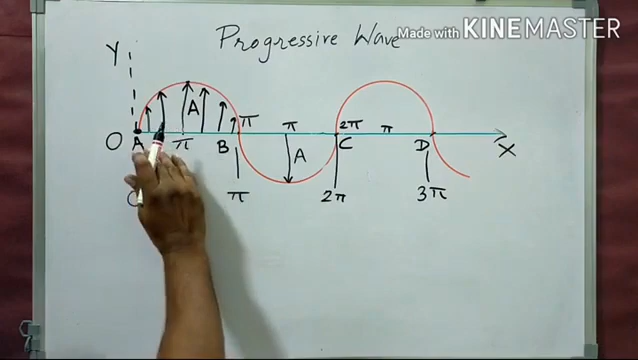 Progressive Wave
Made with KINEMASTER
Y
A π π 2π π
O A π B A C D X
π 2π 3π